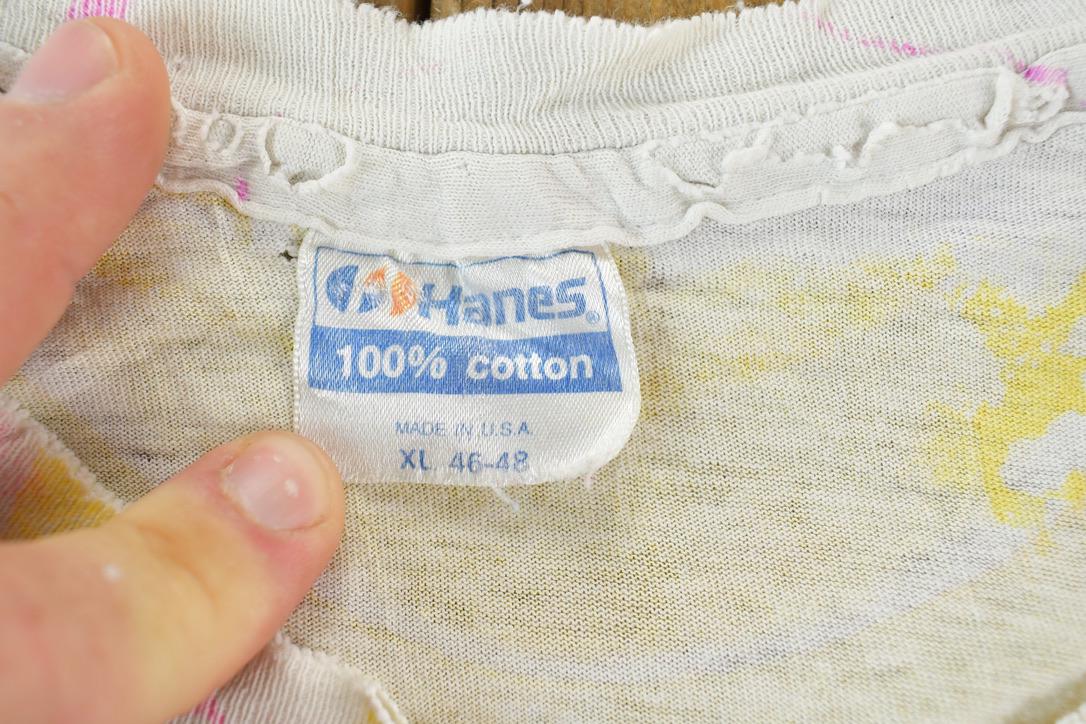 Hanes®
100% cotton
MADE IN U.S.A.
XL 46-48